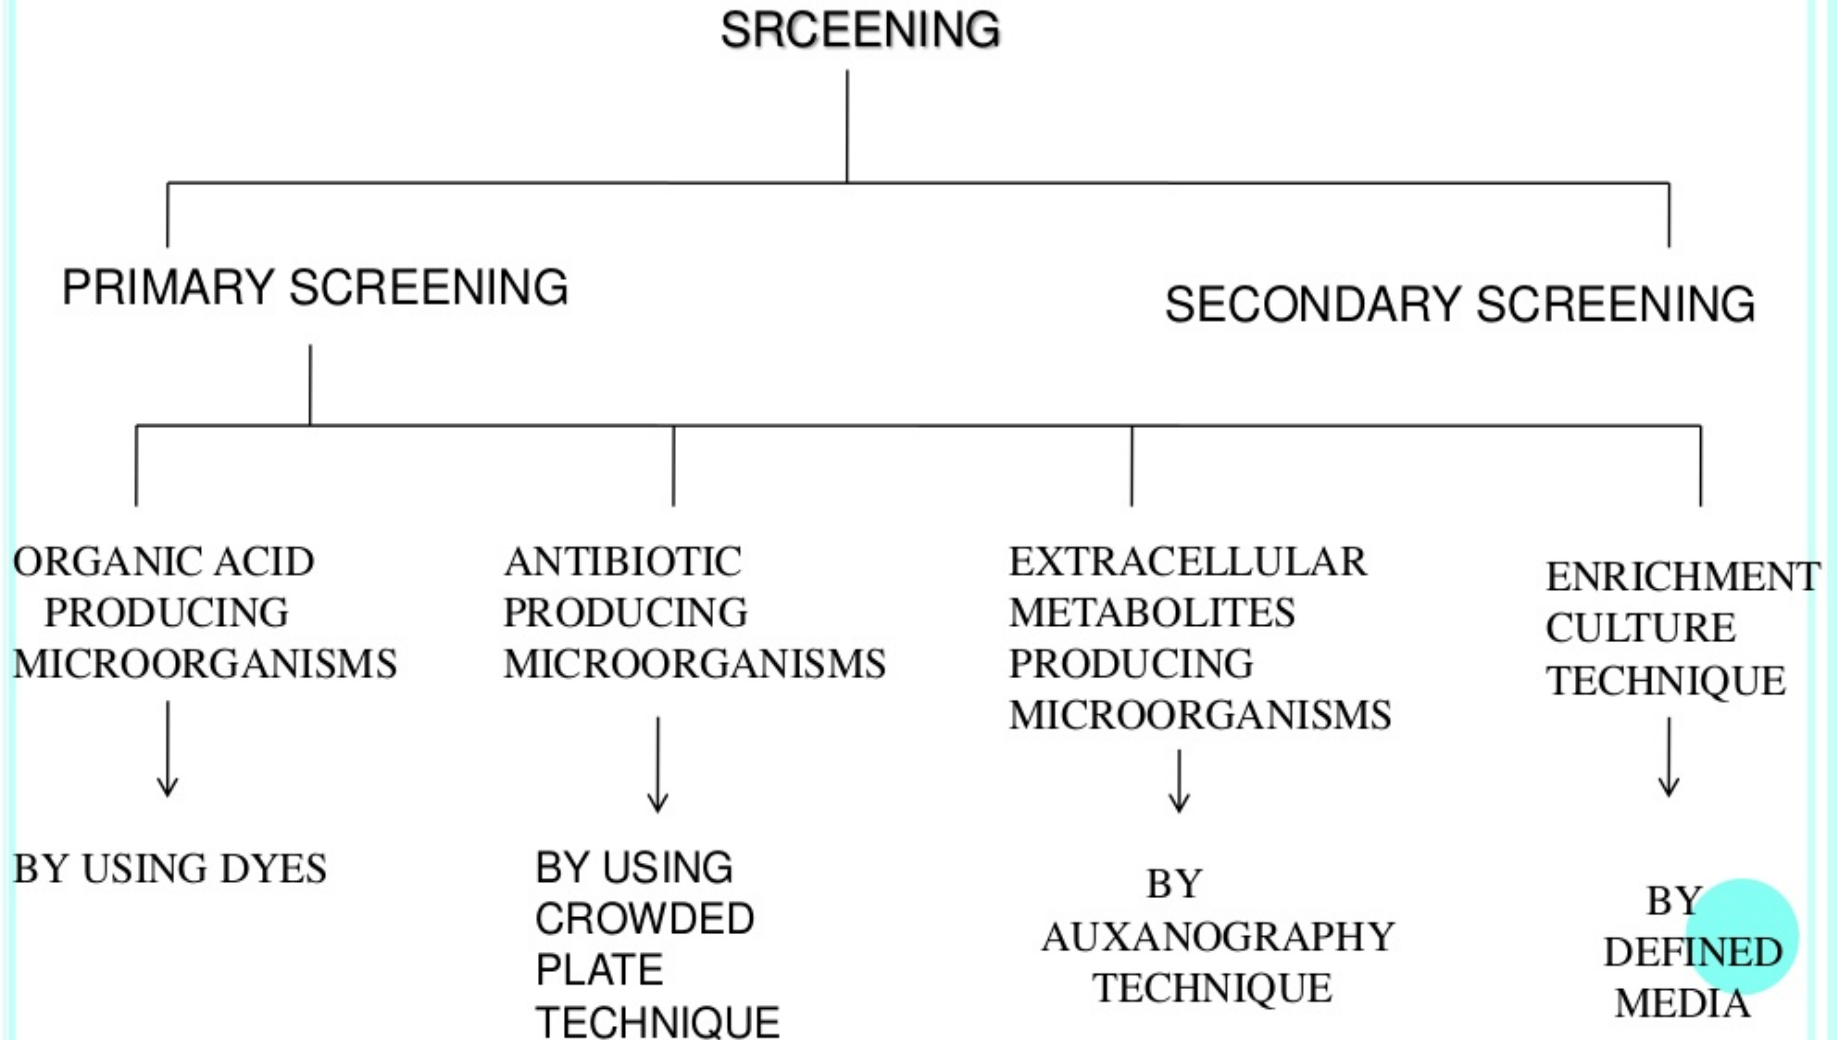 SRCEENING
PRIMARY SCREENING
SECONDARY SCREENING
ORGANIC ACID
PRODUCING
MICROORGANISMS
ANTIBIOTIC
PRODUCING
MICROORGANISMS
EXTRACELLULAR
METABOLITES
PRODUCING
MICROORGANISMS
ENRICHMENT
CULTURE
TECHNIQUE
BY USING DYES
BY USING
CROWDED
PLATE
TECHNIQUE
BY
AUXANOGRAPHY
TECHNIQUE
BY
DEFINED
MEDIA